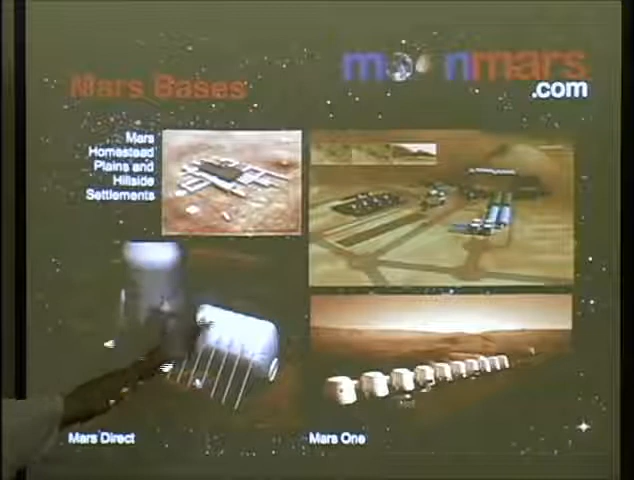 Mars Bases
moonmars
.com
Mars
Homestead
Plains and
Hillside
Settlements
Mars Direct
Mars One